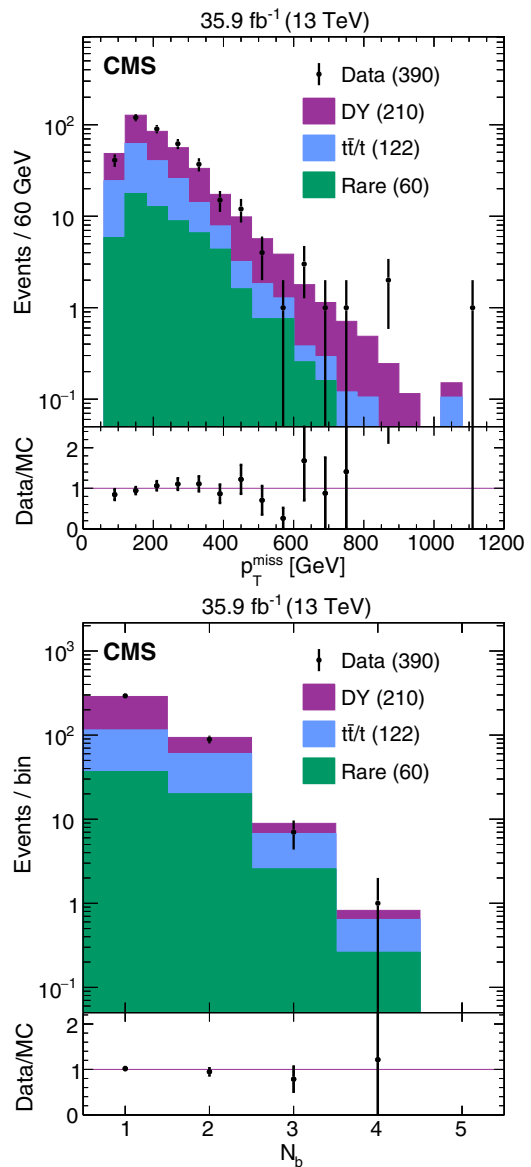 35.9 fb⁻¹ (13 TeV)
CMS
Data (390)
DY (210)
tt̄/t (122)
Rare (60)
Events / 60 GeV
10²
10
1
10⁻¹
Data/MC
2
1
0
0 200 400 600 800 1000 1200
p_T^miss [GeV]
35.9 fb⁻¹ (13 TeV)
CMS
Data (390)
DY (210)
tt̄/t (122)
Rare (60)
Events / bin
10³
10²
10
1
10⁻¹
Data/MC
2
1
0
1 2 3 4 5
N_b